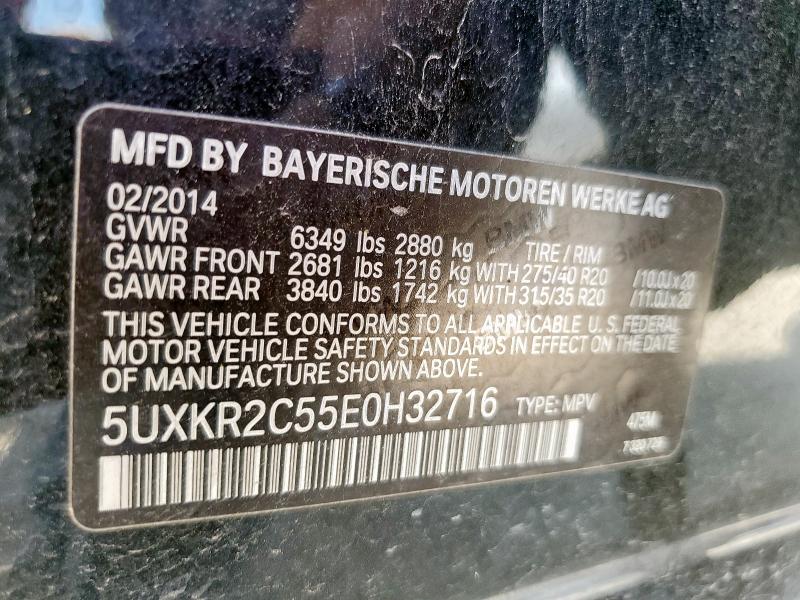 MFD BY BAYERISCHE MOTOREN WERKE AG
02/2014
GVWR 6349 lbs 2880 kg TIRE / RIM
GAWR FRONT 2681 lbs 1216 kg WITH 275/40 R20 /10.0Jx20
GAWR REAR 3840 lbs 1742 kg WITH 315/35 R20 /11.0Jx20
THIS VEHICLE CONFORMS TO ALL APPLICABLE U.S. FEDERAL
MOTOR VEHICLE SAFETY STANDARDS IN EFFECT ON THE DATE
OF MANUFACTURE SHOWN ABOVE.
5UXKR2C55E0H32716 TYPE: MPV
475M